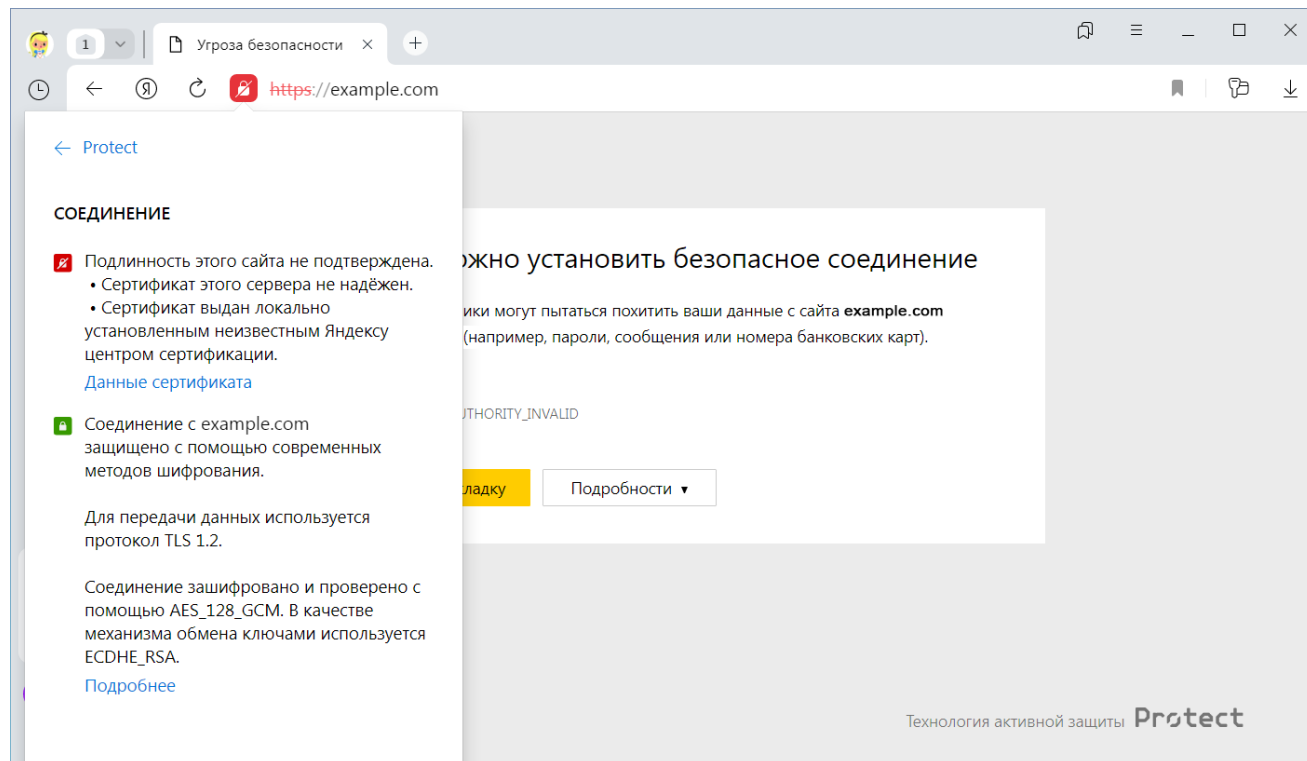 1
Угроза безопасности
Я
https://example.com
Protect
СОЕДИНЕНИЕ
Подлинность этого сайта не подтверждена.
• Сертификат этого сервера не надёжен.
• Сертификат выдан локально
установленным неизвестным Яндексу
центром сертификации.
Данные сертификата
Соединение с example.com
защищено с помощью современных
методов шифрования.
Для передачи данных используется
протокол TLS 1.2.
Соединение зашифровано и проверено с
помощью AES_128_GCM. В качестве
механизма обмена ключами используется
ECDHE_RSA.
Подробнее
установить безопасное соединение
могут пытаться похитить ваши данные с сайта example.com
(например, пароли, сообщения или номера банковских карт).
Подробности ▼
Технология активной защиты Protect